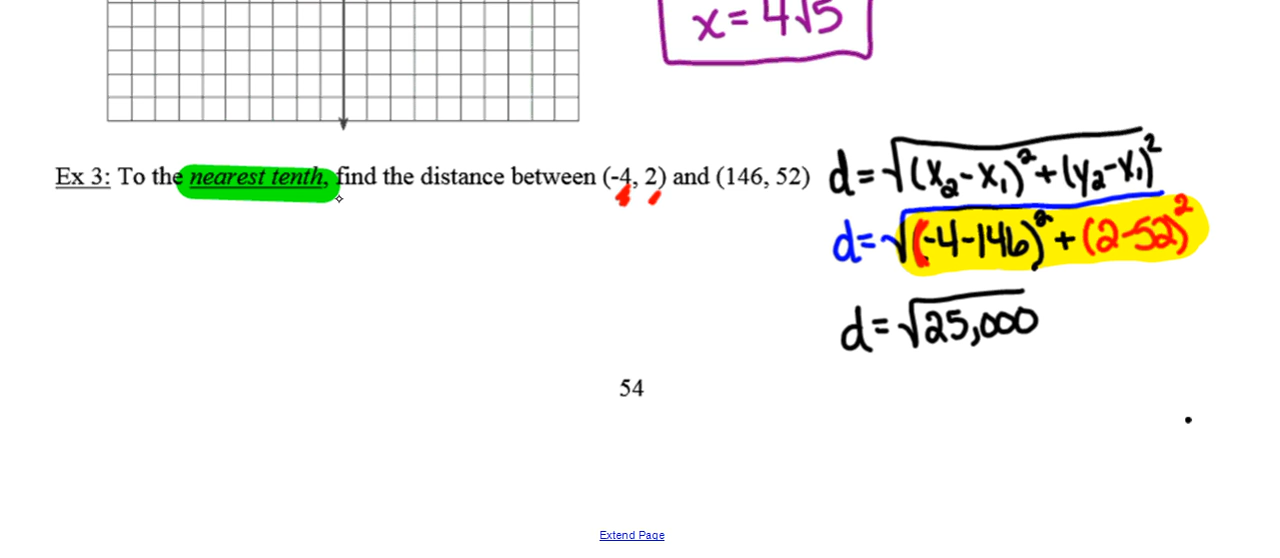 x = 4√5
Ex 3: To the nearest tenth, find the distance between (-4, 2) and (146, 52)
d = √(x₂ - x₁)² + (y₂ - y₁)²
d = √(-4 - 146)² + (2 - 52)²
d = √25,000
54
Extend Page